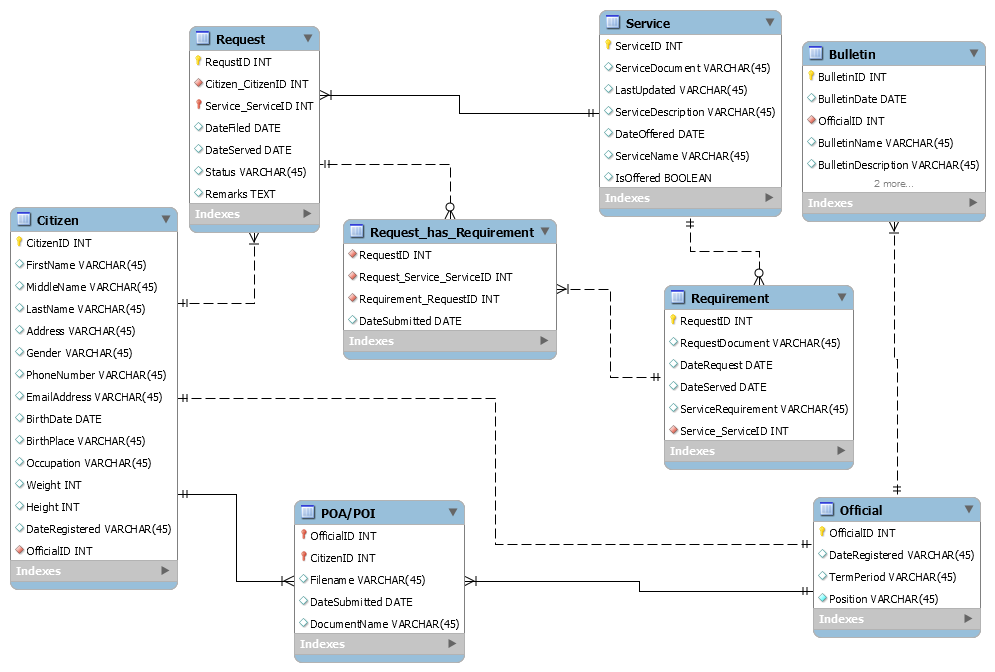 Request
RequstID INT
Citizen_CitizenID INT
Service_ServiceID INT
DateFiled DATE
DateServed DATE
Status VARCHAR(45)
Remarks TEXT
Indexes
Service
ServiceID INT
ServiceDocument VARCHAR(45)
LastUpdated VARCHAR(45)
ServiceDescription VARCHAR(45)
DateOffered DATE
ServiceName VARCHAR(45)
IsOffered BOOLEAN
Indexes
Bulletin
BulletinID INT
BulletinDate DATE
OfficialID INT
BulletinName VARCHAR(45)
BulletinDescription VARCHAR(45)
2 more...
Indexes
Citizen
CitizenID INT
FirstName VARCHAR(45)
MiddleName VARCHAR(45)
LastName VARCHAR(45)
Address VARCHAR(45)
Gender VARCHAR(45)
PhoneNumber VARCHAR(45)
EmailAddress VARCHAR(45)
BirthDate DATE
BirthPlace VARCHAR(45)
Occupation VARCHAR(45)
Weight INT
Height INT
DateRegistered VARCHAR(45)
OfficialID INT
Indexes
Request_has_Requirement
RequestID INT
Request_Service_ServiceID INT
Requirement_RequestID INT
DateSubmitted DATE
Indexes
Requirement
RequestID INT
RequestDocument VARCHAR(45)
DateRequest DATE
DateServed DATE
ServiceRequirement VARCHAR(45)
Service_ServiceID INT
Indexes
POA/POI
OfficialID INT
CitizenID INT
Filename VARCHAR(45)
DateSubmitted DATE
DocumentName VARCHAR(45)
Indexes
Official
OfficialID INT
DateRegistered VARCHAR(45)
TermPeriod VARCHAR(45)
Position VARCHAR(45)
Indexes